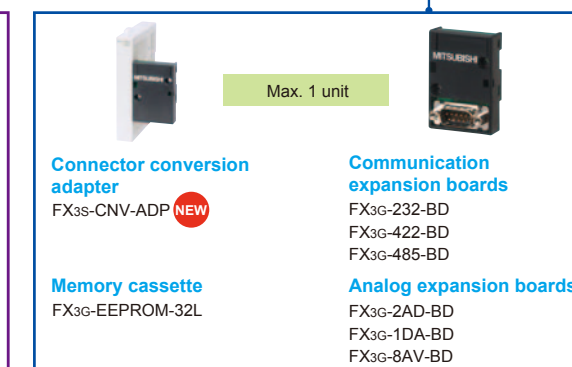 MITSUBISHI
MITSUBISHI
Max. 1 unit
Connector conversion
adapter
FX3S-CNV-ADP NEW
Memory cassette
FX3G-EEPROM-32L
Communication
expansion boards
FX3G-232-BD
FX3G-422-BD
FX3G-485-BD
Analog expansion boards
FX3G-2AD-BD
FX3G-1DA-BD
FX3G-8AV-BD